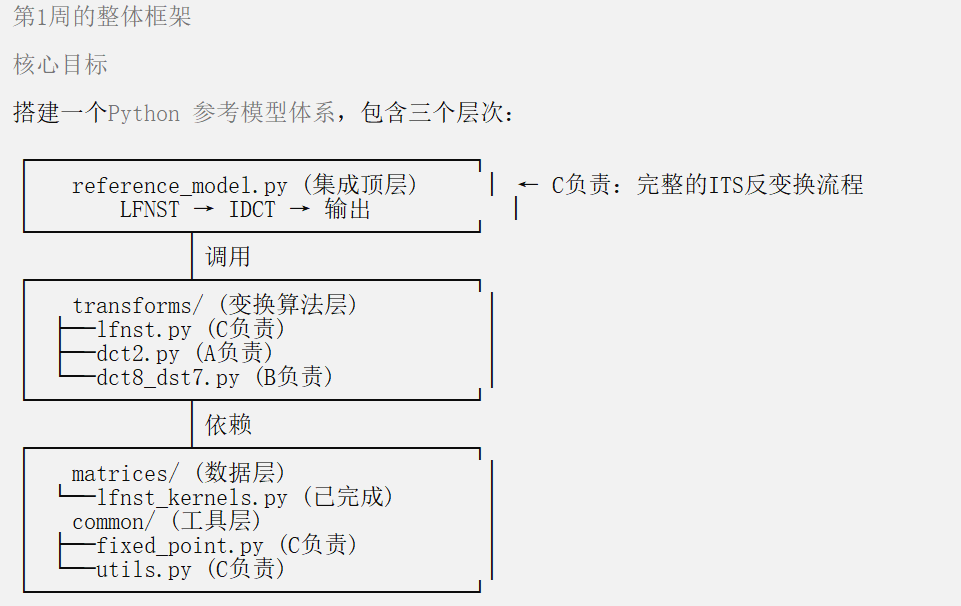 第1周的整体框架
核心目标
搭建一个Python 参考模型体系，包含三个层次：
reference_model.py (集成顶层) ← C负责：完整的ITS反变换流程
LFNST → IDCT → 输出
调用
transforms/ (变换算法层)
├──lfnst.py (C负责)
├──dct2.py (A负责)
└──dct8_dst7.py (B负责)
依赖
matrices/ (数据层)
└──lfnst_kernels.py (已完成)
common/ (工具层)
├──fixed_point.py (C负责)
└──utils.py (C负责)